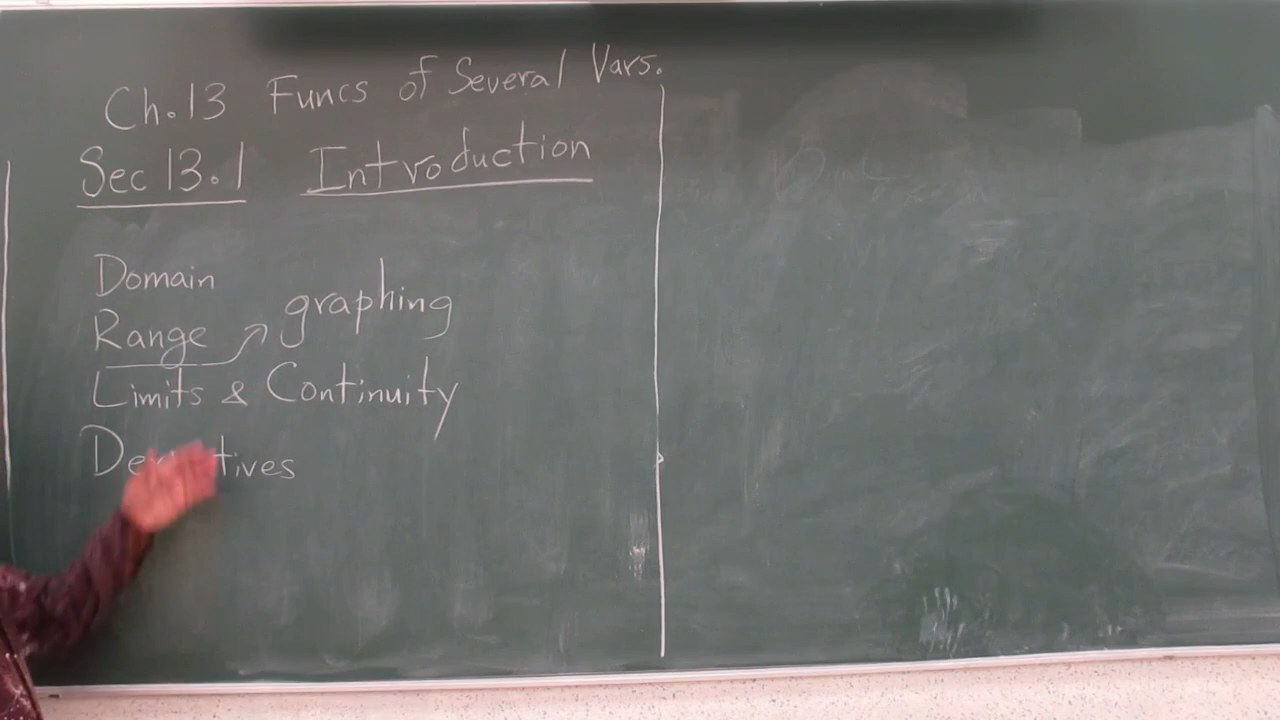 Ch.13 Funcs of Several Vars.
Sec 13.1 Introduction
Domain
graphing
Range
Limits & Continuity